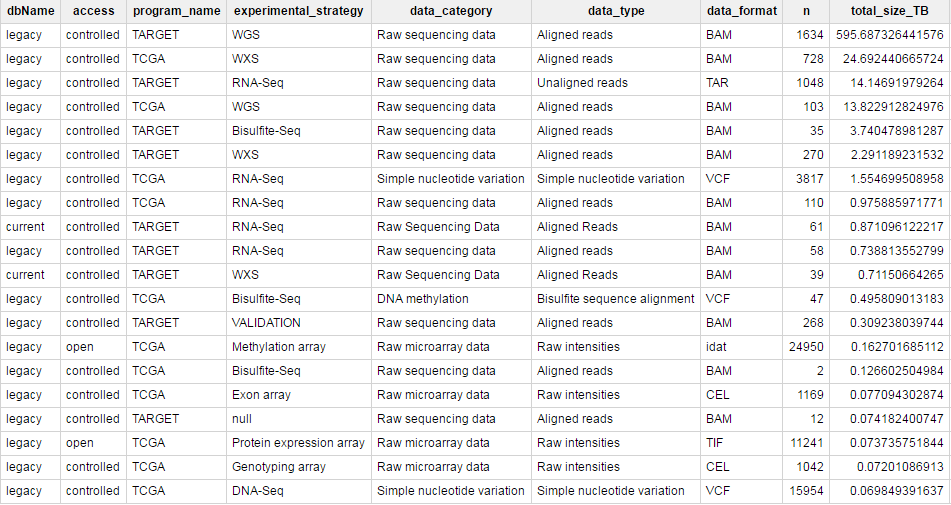 dbName access program_name experimental_strategy data_category data_type data_format n total_size_TB
legacy controlled TARGET WGS Raw sequencing data Aligned reads BAM 1634 595.687326441576
legacy controlled TCGA WXS Raw sequencing data Aligned reads BAM 728 24.692440665724
legacy controlled TARGET RNA-Seq Raw sequencing data Unaligned reads TAR 1048 14.14691979264
legacy controlled TCGA WGS Raw sequencing data Aligned reads BAM 103 13.822912824976
legacy controlled TARGET Bisulfite-Seq Raw sequencing data Aligned reads BAM 35 3.740478981287
legacy controlled TARGET WXS Raw sequencing data Aligned reads BAM 270 2.291189231532
legacy controlled TCGA RNA-Seq Simple nucleotide variation Simple nucleotide variation VCF 3817 1.554699508958
legacy controlled TCGA RNA-Seq Raw sequencing data Aligned reads BAM 110 0.975885971771
current controlled TARGET RNA-Seq Raw Sequencing Data Aligned Reads BAM 61 0.871096122217
legacy controlled TARGET RNA-Seq Raw sequencing data Aligned reads BAM 58 0.738813552799
current controlled TARGET WXS Raw Sequencing Data Aligned Reads BAM 39 0.71150664265
legacy controlled TCGA Bisulfite-Seq DNA methylation Bisulfite sequence alignment VCF 47 0.495809013183
legacy controlled TARGET VALIDATION Raw sequencing data Aligned reads BAM 268 0.309238039744
legacy open TCGA Methylation array Raw microarray data Raw intensities idat 24950 0.162701685112
legacy controlled TCGA Bisulfite-Seq Raw sequencing data Aligned reads BAM 2 0.126602504984
legacy controlled TCGA Exon array Raw microarray data Raw intensities CEL 1169 0.077094302874
legacy controlled TARGET null Raw sequencing data Aligned reads BAM 12 0.074182400747
legacy open TCGA Protein expression array Raw microarray data Raw intensities TIF 11241 0.073735751844
legacy controlled TCGA Genotyping array Raw microarray data Raw intensities CEL 1042 0.07201086913
legacy controlled TCGA DNA-Seq Simple nucleotide variation Simple nucleotide variation VCF 15954 0.069849391637